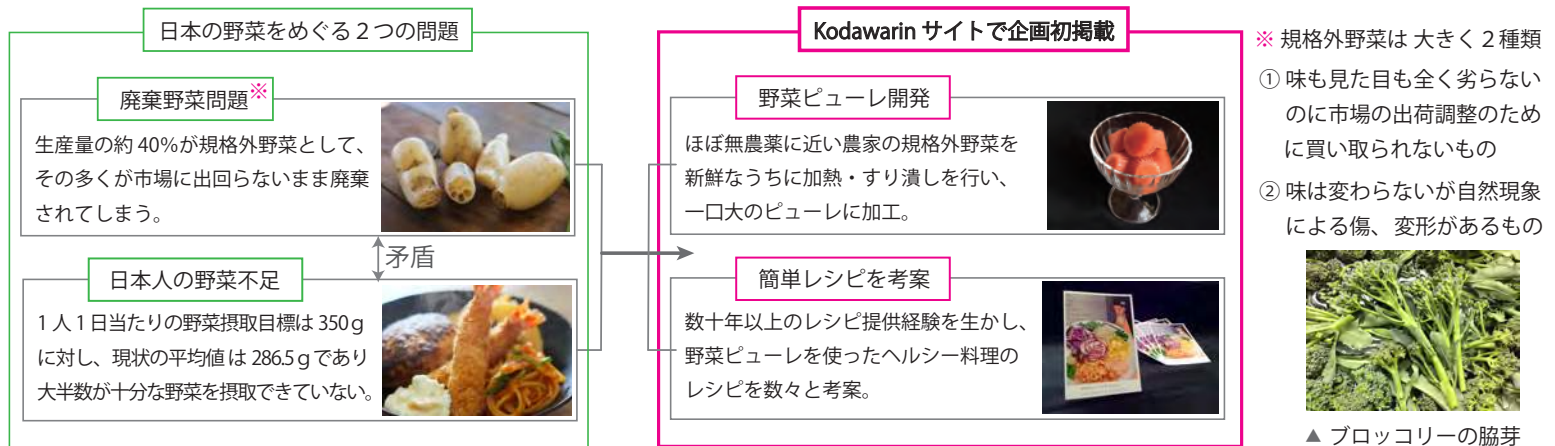 日本の野菜をめぐる２つの問題
廃棄野菜問題※
生産量の約 40%が規格外野菜として、
その多くが市場に出回らないまま廃棄
されてしまう。
矛盾
日本人の野菜不足
1 人 1 日当たりの野菜摂取目標は 350ｇ
に対し、現状の平均値 は 286.5 ｇであり
大半数が十分な野菜を摂取できていない。
Kodawarin サイトで企画初掲載
野菜ピューレ開発
ほぼ無農薬に近い農家の規格外野菜を
新鮮なうちに加熱・すり潰しを行い、
一口大のピューレに加工。
簡単レシピを考案
数十年以上のレシピ提供経験を生かし、
野菜ピューレを使ったヘルシー料理の
レシピを数々と考案。
※ 規格外野菜は 大きく２種類
① 味も見た目も全く劣らない
のに市場の出荷調整のため
に買い取られないもの
② 味は変わらないが自然現象
による傷、変形があるもの
▲ ブロッコリーの脇芽